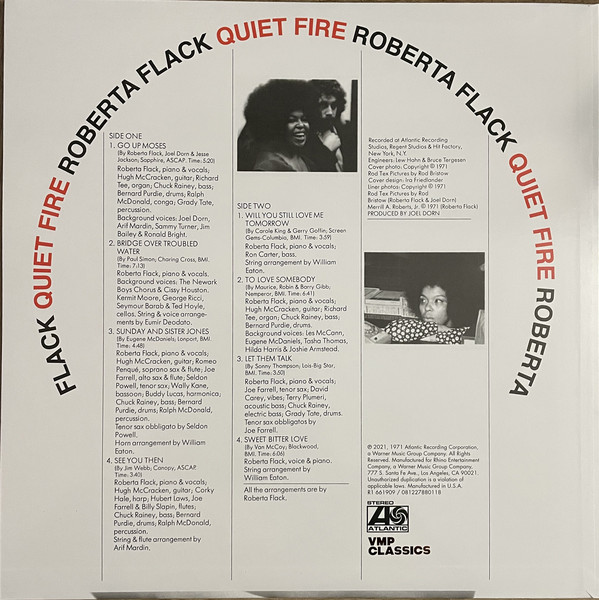 FLACK QUIET FIRE ROBERTA FLACK QUIET FIRE ROBERTA FLACK QUIET FIRE ROBERTA
SIDE ONE
1. GO UP MOSES
(By Roberta Flack, Joel Dorn & Jesse
Jackson; Sapphire, ASCAP. Time: 5:20)
Roberta Flack, piano & vocals;
Hugh McCracken, guitar; Richard
Tee, organ; Chuck Rainey, bass;
Bernard Purdie, drums; Ralph
McDonald, conga; Grady Tate,
percussion.
Background voices: Joel Dorn,
Arif Mardin, Sammy Turner, Jim
Bailey & Ronald Bright.
2. BRIDGE OVER TROUBLED
WATER
(By Paul Simon; Charing Cross, BMI.
Time: 7:13)
Roberta Flack, piano & vocals.
Background voices: The Newark
Boys Chorus & Cissy Houston.
Kermit Moore, George Ricci,
Seymour Barab & Ted Hoyle,
cellos. String & voice arrange-
ments by Eumir Deodato.
3. SUNDAY AND SISTER JONES
(By Eugene McDaniels; Lonport, BMI.
Time: 4:48)
Roberta Flack, piano & vocals;
Hugh McCracken, guitar; Romeo
Penqué, soprano sax & flute; Joe
Farrell, alto sax & flute; Seldon
Powell, tenor sax; Wally Kane,
bassoon; Buddy Lucas, harmonica;
Chuck Rainey, bass; Bernard
Purdie, drums; Ralph McDonald,
percussion.
Tenor sax obbligato by Seldon
Powell.
Horn arrangement by William
Eaton.
4. SEE YOU THEN
(By Jim Webb; Canopy, ASCAP.
Time: 3:40)
Roberta Flack, piano & vocals;
Hugh McCracken, guitar; Corky
Hale, harp; Hubert Laws, Joe
Farrell & Billy Slapin, flutes;
Chuck Rainey, bass; Bernard
Purdie, drums; Ralph McDonald,
percussion.
String & flute arrangement by
Arif Mardin.
SIDE TWO
1. WILL YOU STILL LOVE ME
TOMORROW
(By Carole King & Gerry Goffin; Screen
Gems-Columbia, BMI. Time: 3:59)
Roberta Flack, piano & vocals;
Ron Carter, bass.
String arrangement by William
Eaton.
2. TO LOVE SOMEBODY
(By Maurice, Robin & Barry Gibb;
Nemperor, BMI. Time: 6:41)
Roberta Flack, piano & vocals;
Hugh McCracken, guitar; Richard
Tee, organ; Chuck Rainey, bass;
Bernard Purdie, drums.
Background voices: Les McCann,
Eugene McDaniels, Tasha Thomas,
Hilda Harris & Joshie Armstead.
3. LET THEM TALK
(By Sonny Thompson; Lois-Big Star,
BMI. Time: 3:50)
Roberta Flack, piano & vocals;
Joe Farrell, tenor sax; David
Carey, vibes; Terry Plumeri,
acoustic bass; Chuck Rainey,
electric bass; Grady Tate, drums.
Tenor sax obbligatos by
Joe Farrell.
4. SWEET BITTER LOVE
(By Van McCoy; Blackwood,
BMI. Time: 6:06)
Roberta Flack, voice & piano.
String arrangement by
William Eaton.
All the arrangements are by
Roberta Flack.
Recorded at Atlantic Recording
Studios, Regent Studios & Hit Factory,
New York, N.Y.
Engineers: Lew Hahn & Bruce Tergesen
Cover photo: Copyright © 1971
Rod Tex Pictures by Rod Bristow
Cover design: Ira Friedlander
Liner photos: Copyright © 1971
Rod Tex Pictures by Rod
Bristow (Roberta Flack & Joel Dorn)
Merrill A. Roberts, Jr. ©1971 (Roberta Flack)
PRODUCED BY JOEL DORN
℗ © 2021, 1971 Atlantic Recording Corporation,
a Warner Music Group Company. All Rights
Reserved. Manufactured for Rhino Entertainment
Company, a Warner Music Group Company,
777 S. Santa Fe Ave., Los Angeles, CA 90021.
Unauthorized duplication is a violation of
applicable laws. Manufactured in U.S.A.
R1 661909 / 081227880118
STEREO
ATLANTIC
VMP
CLASSICS